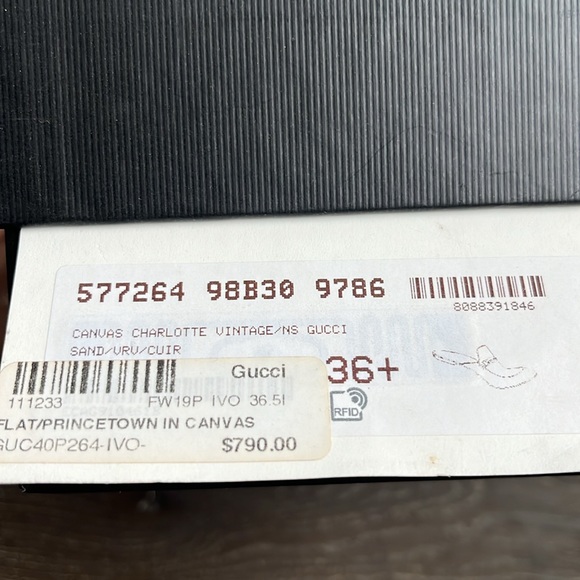 577264 98B30 9786
8088391846
CANVAS CHARLOTTE VINTAGE/NS GUCCI
SAND/VRV/CUIR
36+
RFID
Gucci
111233 FW19P IVO 36.5I
FLAT/PRINCETOWN IN CANVAS
GUC40P264-IVO- $790.00